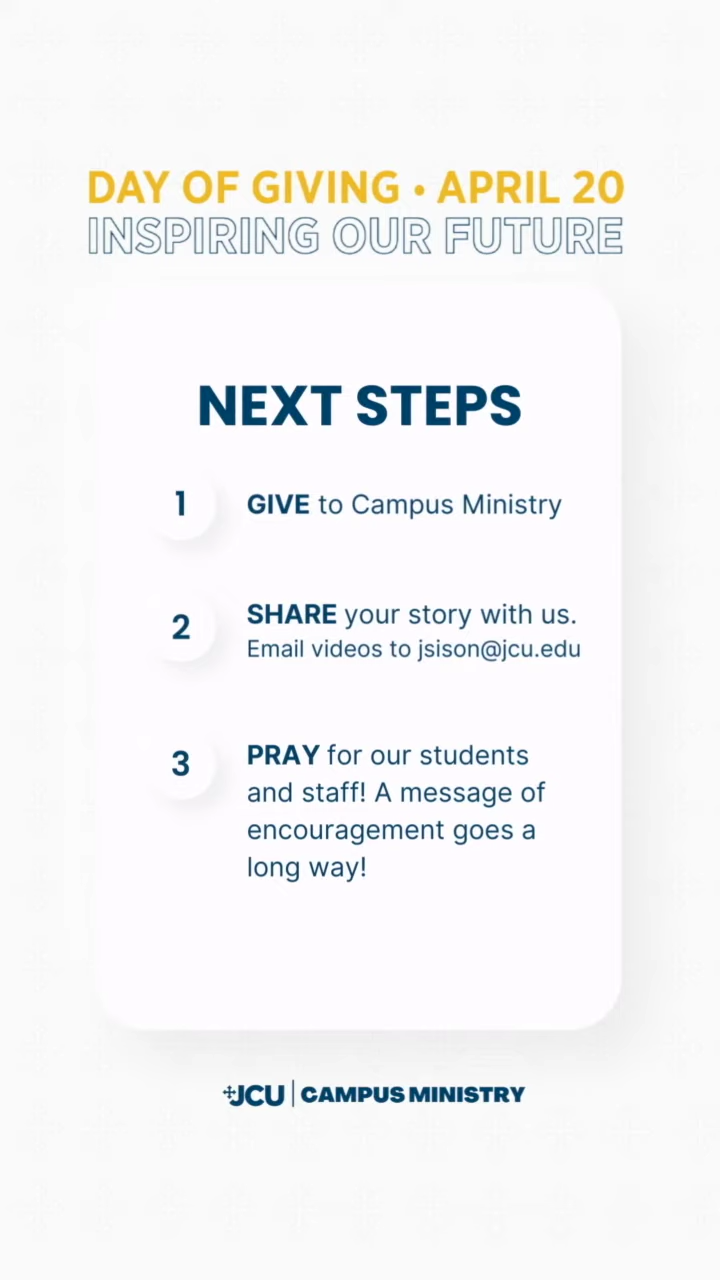 DAY OF GIVING • APRIL 20
INSPIRING OUR FUTURE
NEXT STEPS
1
GIVE to Campus Ministry
2
SHARE your story with us.
Email videos to jsison@jcu.edu
3
PRAY for our students
and staff! A message of
encouragement goes a
long way!
JCU | CAMPUS MINISTRY